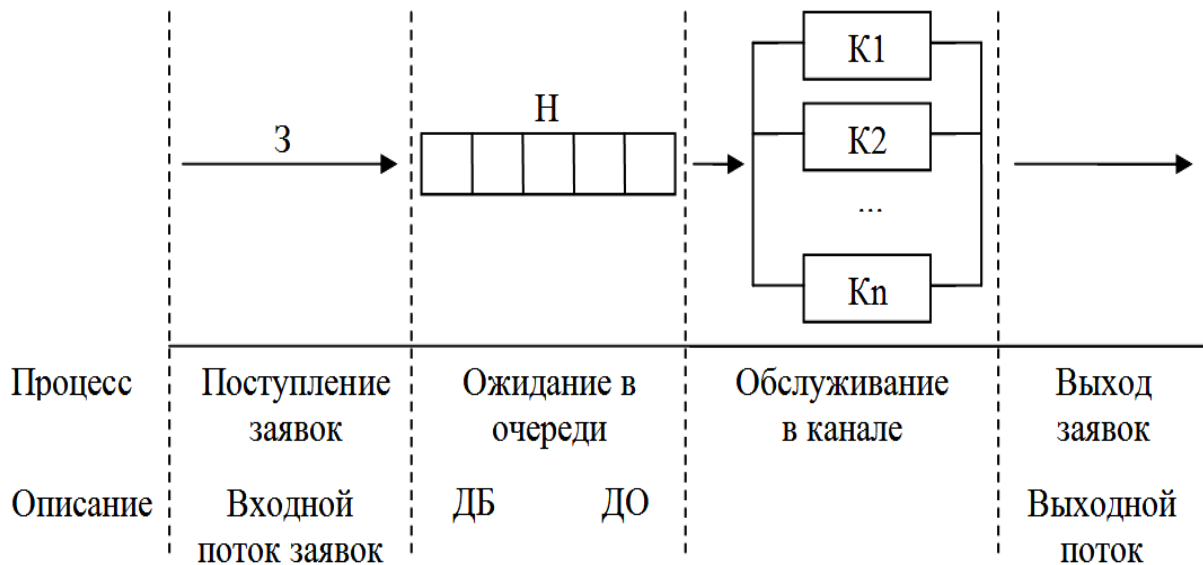 К1
Н
З
К2
...
Кn
Процесс
Поступление
заявок
Ожидание в
очереди
Обслуживание
в канале
Выход
заявок
Описание
Входной
поток заявок
ДБ
ДО
Выходной
поток